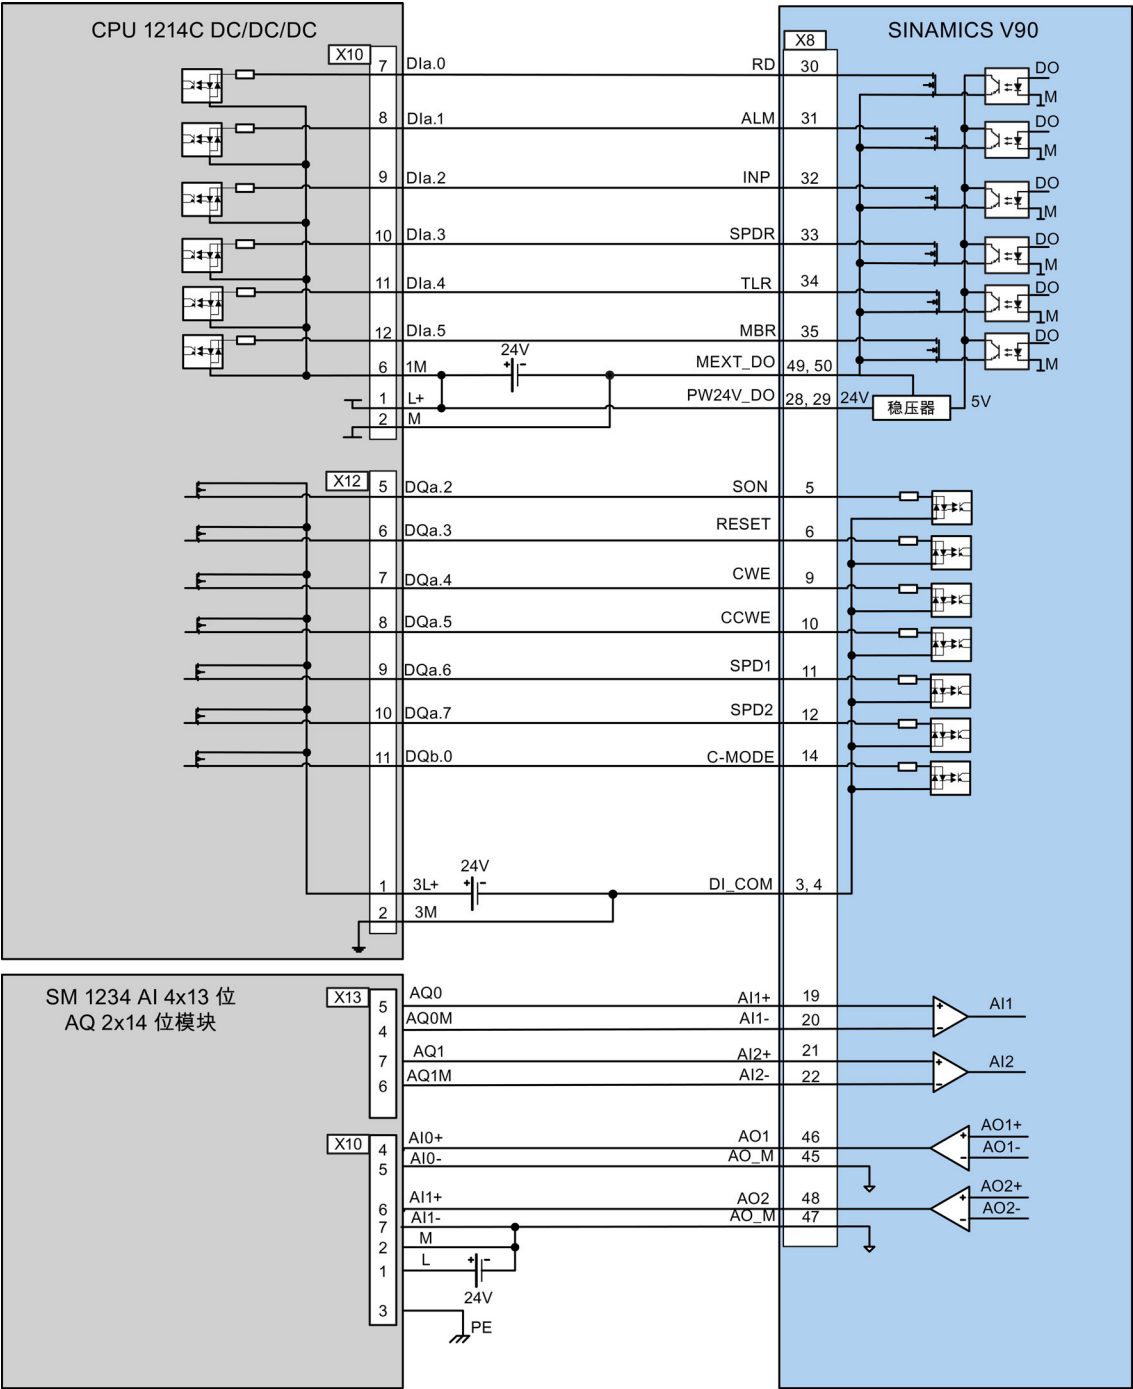 CPU 1214C DC/DC/DC
SINAMICS V90
X10
X8
7 DIa.0 RD 30 DO
M
8 DIa.1 ALM 31 DO
M
9 DIa.2 INP 32 DO
M
10 DIa.3 SPDR 33 DO
M
11 DIa.4 TLR 34 DO
M
12 DIa.5 MBR 35 DO
M
24V
6 1M MEXT_DO 49, 50
1 L+ PW24V_DO 28, 29 24V 稳压器 5V
2 M
X12
5 DQa.2 SON 5
6 DQa.3 RESET 6
7 DQa.4 CWE 9
8 DQa.5 CCWE 10
9 DQa.6 SPD1 11
10 DQa.7 SPD2 12
11 DQb.0 C-MODE 14
24V
1 3L+ DI_COM 3, 4
2 3M
SM 1234 AI 4x13 位
AQ 2x14 位模块
X13
5 AQ0 AI1+ 19 AI1
4 AQ0M AI1- 20
7 AQ1 AI2+ 21 AI2
6 AQ1M AI2- 22
X10
4 AI0+ AO1 46 AO1+
5 AI0- AO_M 45 AO1-
6 AI1+ AO2 48 AO2+
7 AI1- AO_M 47 AO2-
2 M
1 L
24V
3 PE